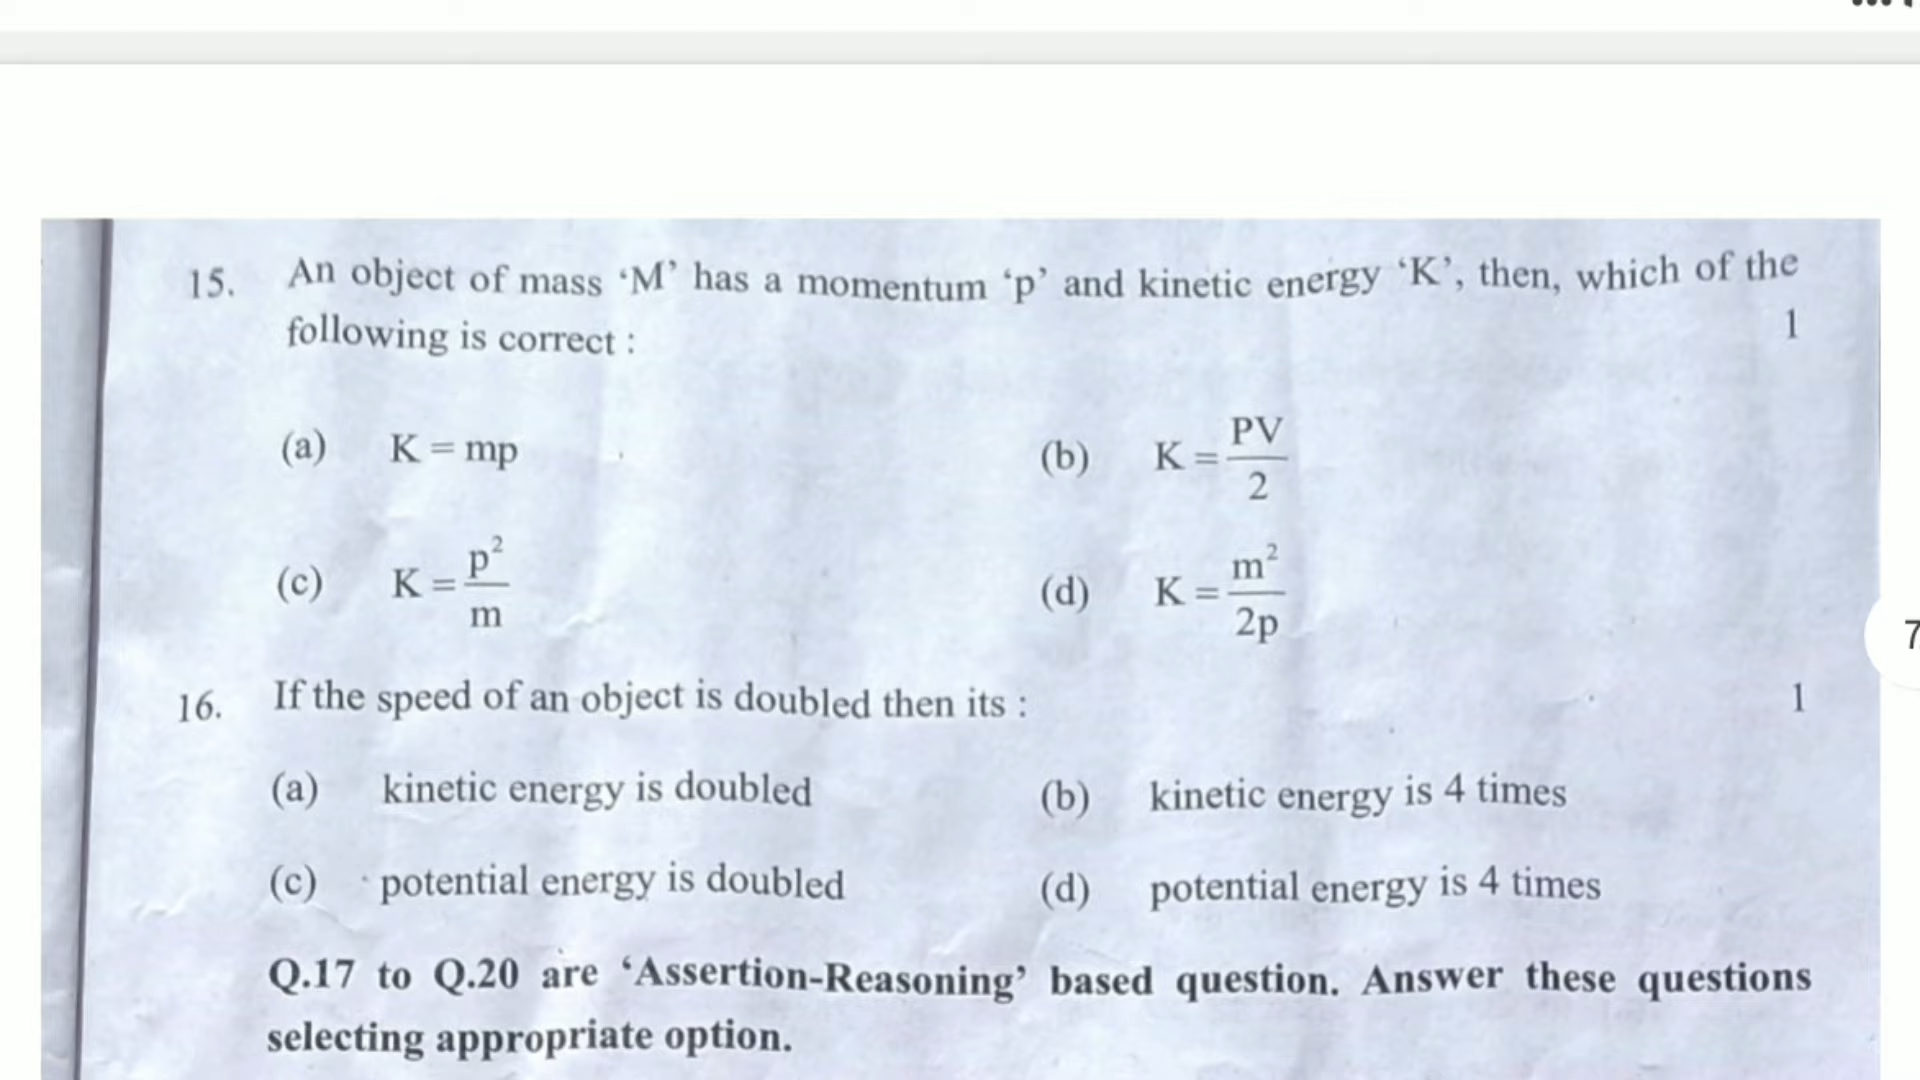 15. An object of mass ‘M’ has a momentum ‘p’ and kinetic energy ‘K’, then, which of the
following is correct : 1
(a) K = mp (b) K = PV/2
(c) K = p²/m (d) K = m²/2p
16. If the speed of an object is doubled then its : 1
(a) kinetic energy is doubled (b) kinetic energy is 4 times
(c) potential energy is doubled (d) potential energy is 4 times
Q.17 to Q.20 are ‘Assertion-Reasoning’ based question. Answer these questions
selecting appropriate option.
7